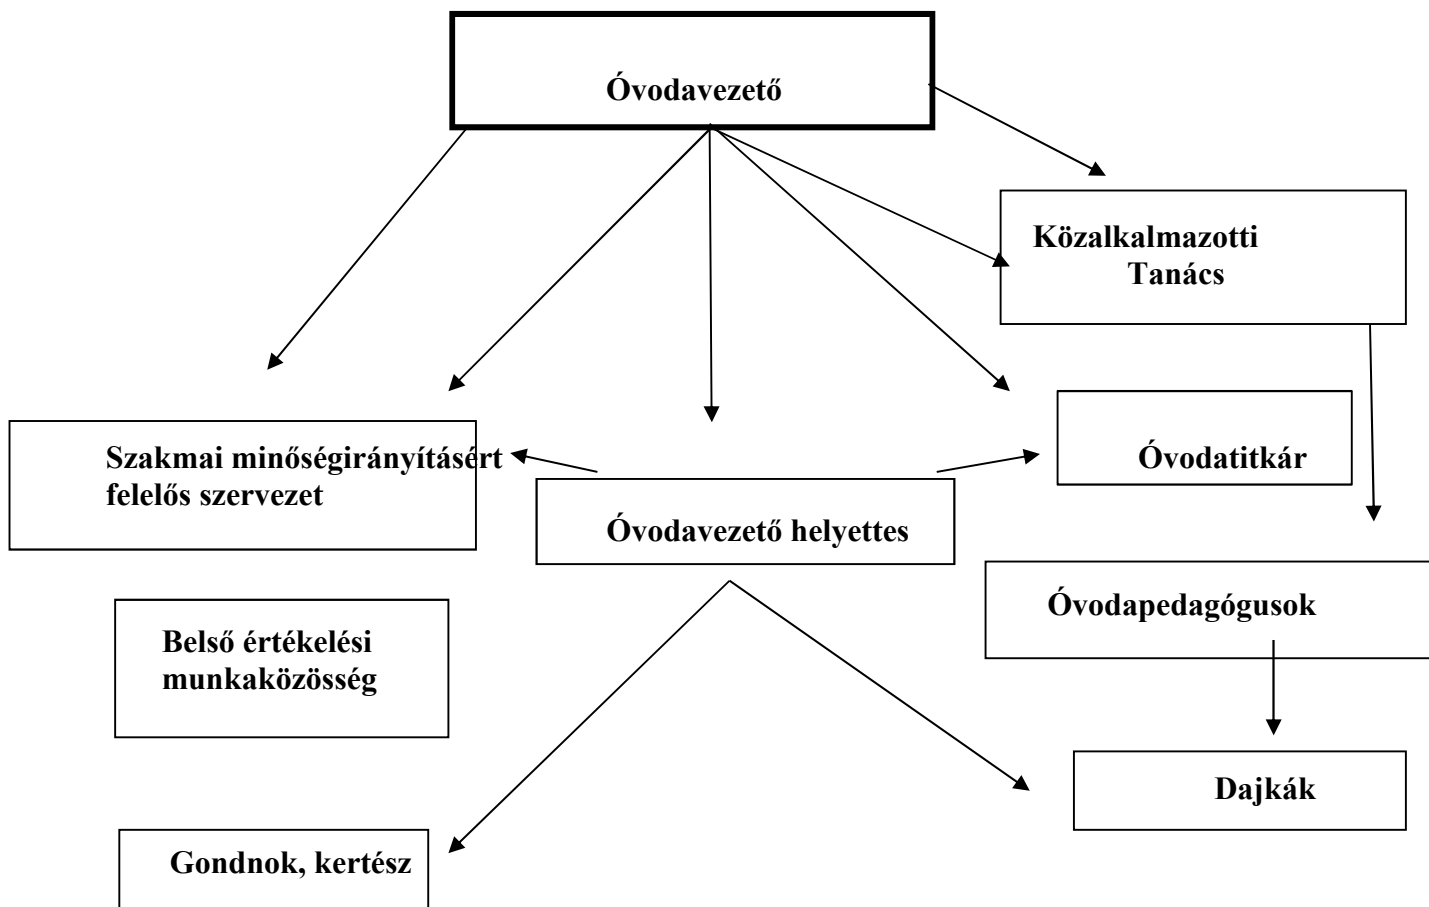 Óvodavezető
Közalkalmazotti
Tanács
Szakmai minőségirányításért
felelős szervezet
Óvodatitkár
Óvodavezető helyettes
Óvodapedagógusok
Belső értékelési
munkaközösség
Dajkák
Gondnok, kertész